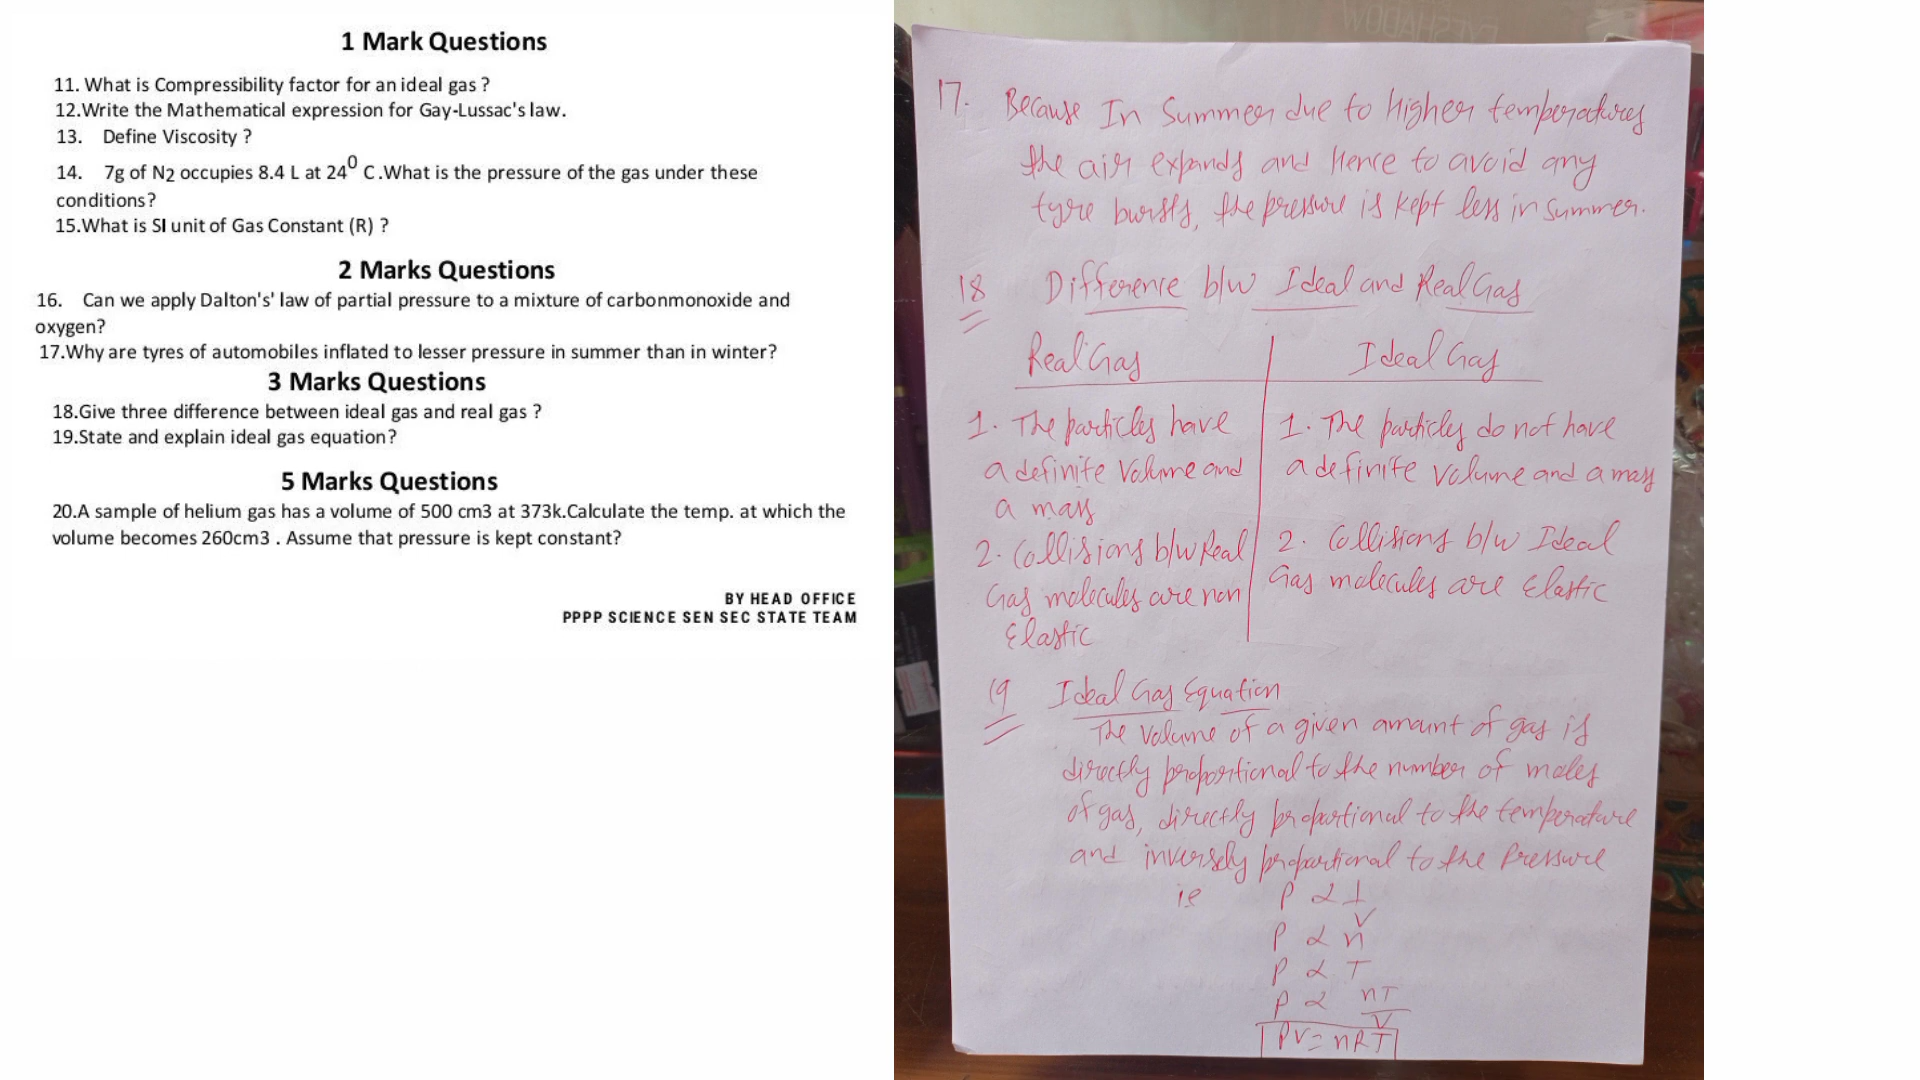 1 Mark Questions
11. What is Compressibility factor for an ideal gas ?
12.Write the Mathematical expression for Gay-Lussac's law.
13. Define Viscosity ?
14. 7g of N2 occupies 8.4 L at 24⁰ C.What is the pressure of the gas under these
conditions?
15.What is SI unit of Gas Constant (R) ?
2 Marks Questions
16. Can we apply Dalton's' law of partial pressure to a mixture of carbonmonoxide and
oxygen?
17.Why are tyres of automobiles inflated to lesser pressure in summer than in winter?
3 Marks Questions
18.Give three difference between ideal gas and real gas ?
19.State and explain ideal gas equation?
5 Marks Questions
20.A sample of helium gas has a volume of 500 cm3 at 373k.Calculate the temp. at which the
volume becomes 260cm3 . Assume that pressure is kept constant?
BY HEAD OFFICE
PPPP SCIENCE SEN SEC STATE TEAM
17. Because In Summer due to Higher temperatures
the air expands and Hence to avoid any
tyre bursts, the pressure is kept less in summer.
18 Difference b/w Ideal and Real Gas
Real Gas
1. The particles have
a definite Volume and
a mass
2. Collisions b/w Real
Gas molecules are non
Elastic
Ideal Gas
1. The particles do not have
a definite volume and a mass
2. Collisions b/w Ideal
Gas molecules are Elastic
19 Ideal Gas Equation
The Volume of a given amount of gas is
directly proportional to the number of moles
of gas, directly proportional to the temperature
and inversely proportional to the Pressure
ie P α 1/V
P α n
P α T
P α nT/V
PV = nRT